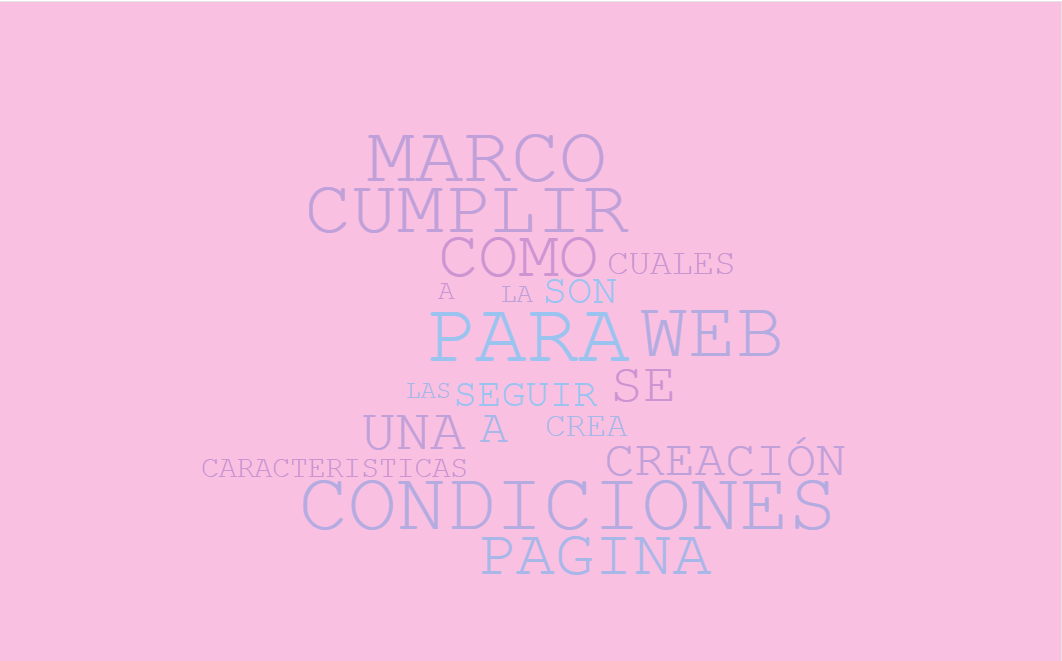 MARCO
CUMPLIR
COMO CUALES
A LA SON
PARA WEB
LAS SEGUIR SE
UNA A CREA
CARACTERISTICAS CREACIÓN
CONDICIONES
PAGINA